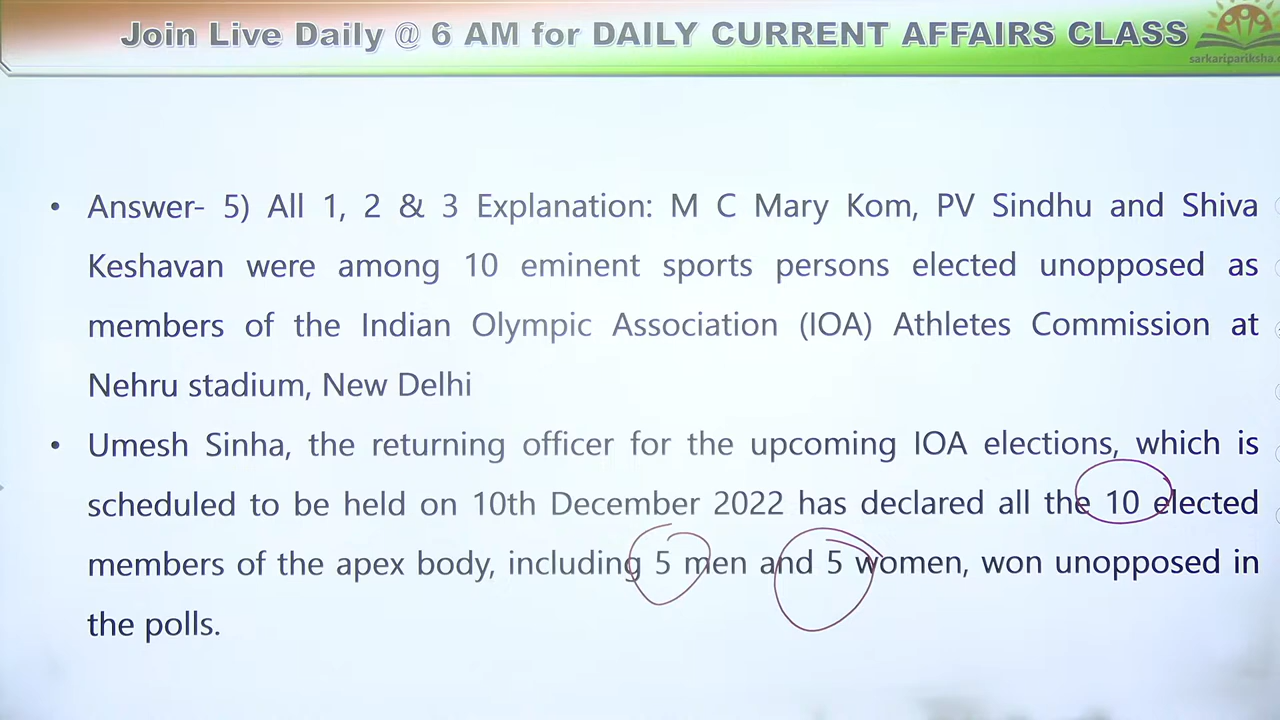 Join Live Daily @ 6 AM for DAILY CURRENT AFFAIRS CLASS
• Answer- 5) All 1, 2 & 3 Explanation: M C Mary Kom, PV Sindhu and Shiva
Keshavan were among 10 eminent sports persons elected unopposed as
members of the Indian Olympic Association (IOA) Athletes Commission at
Nehru stadium, New Delhi
• Umesh Sinha, the returning officer for the upcoming IOA elections, which is
scheduled to be held on 10th December 2022 has declared all the 10 elected
members of the apex body, including 5 men and 5 women, won unopposed in
the polls.